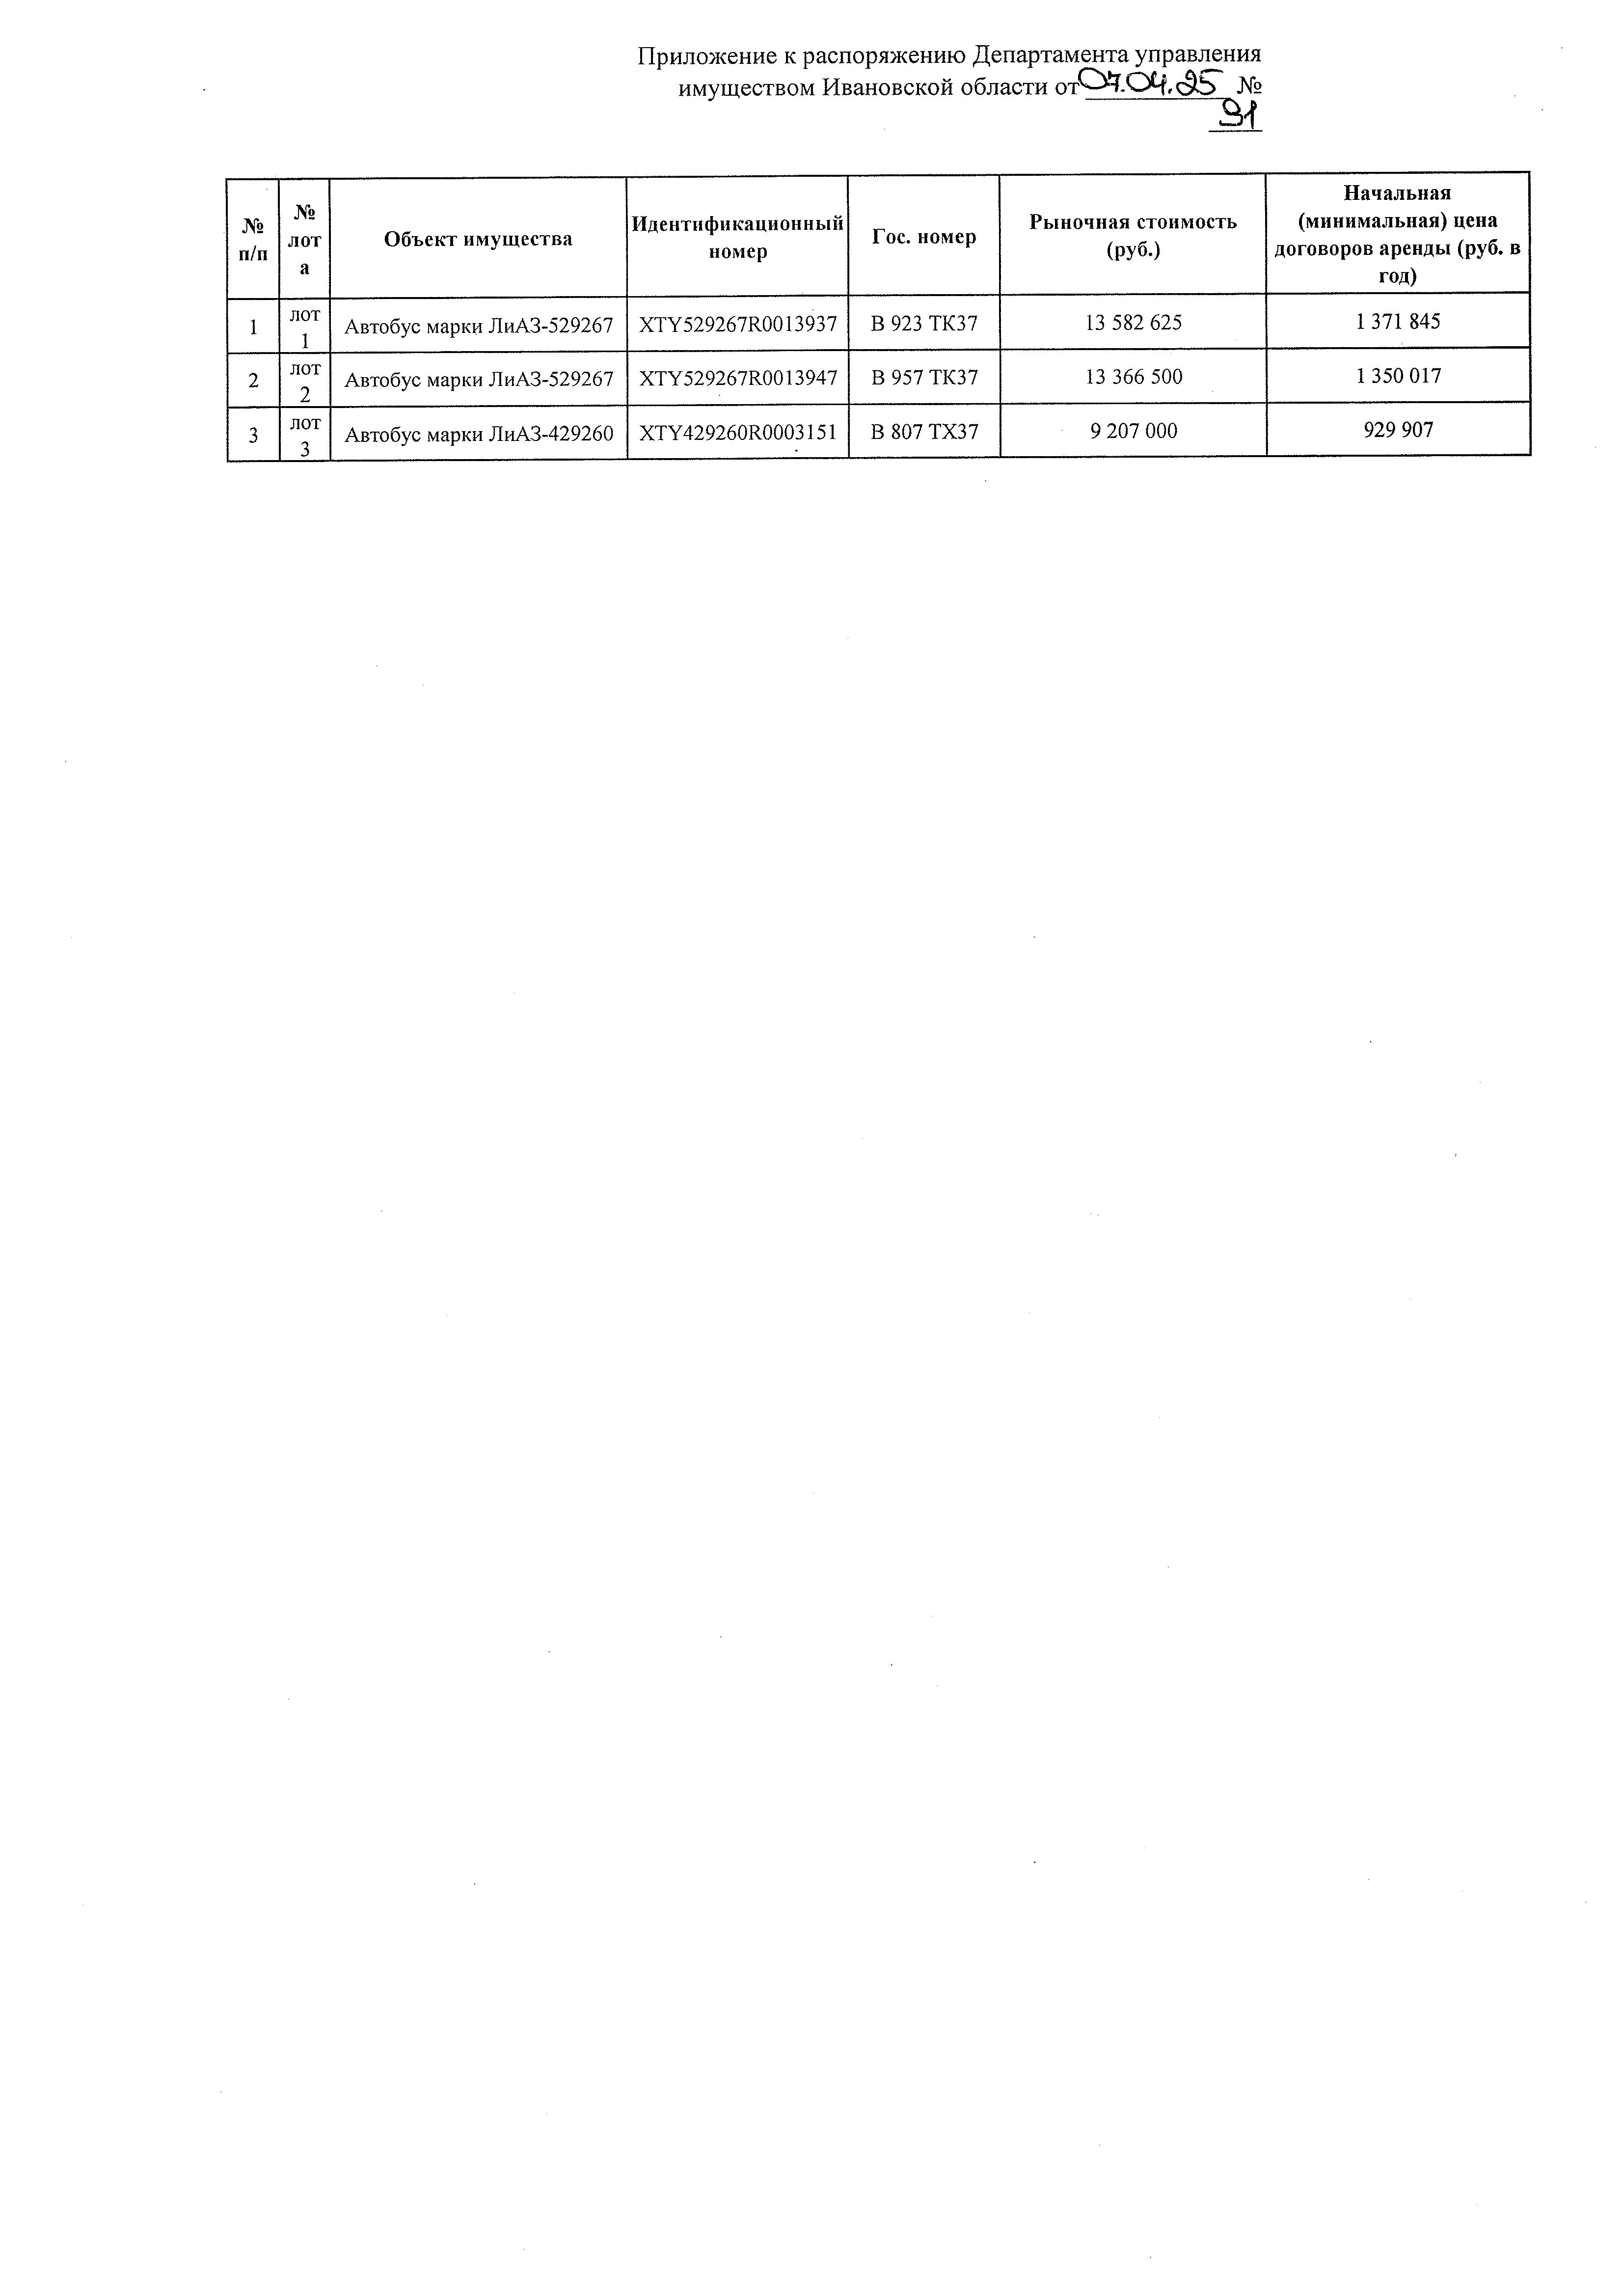 Приложение к распоряжению Департамента управления
имуществом Ивановской области от 07.04.25 №
91
№ п/п
№ лот а
Объект имущества
Идентификационный номер
Гос. номер
Рыночная стоимость (руб.)
Начальная (минимальная) цена договоров аренды (руб. в год)
1
лот 1
Автобус марки ЛиАЗ-529267
XTY529267R0013937
В 923 ТК37
13 582 625
1 371 845
2
лот 2
Автобус марки ЛиАЗ-529267
XTY529267R0013947
В 957 ТК37
13 366 500
1 350 017
3
лот 3
Автобус марки ЛиАЗ-429260
XTY429260R0003151
В 807 ТХ37
9 207 000
929 907